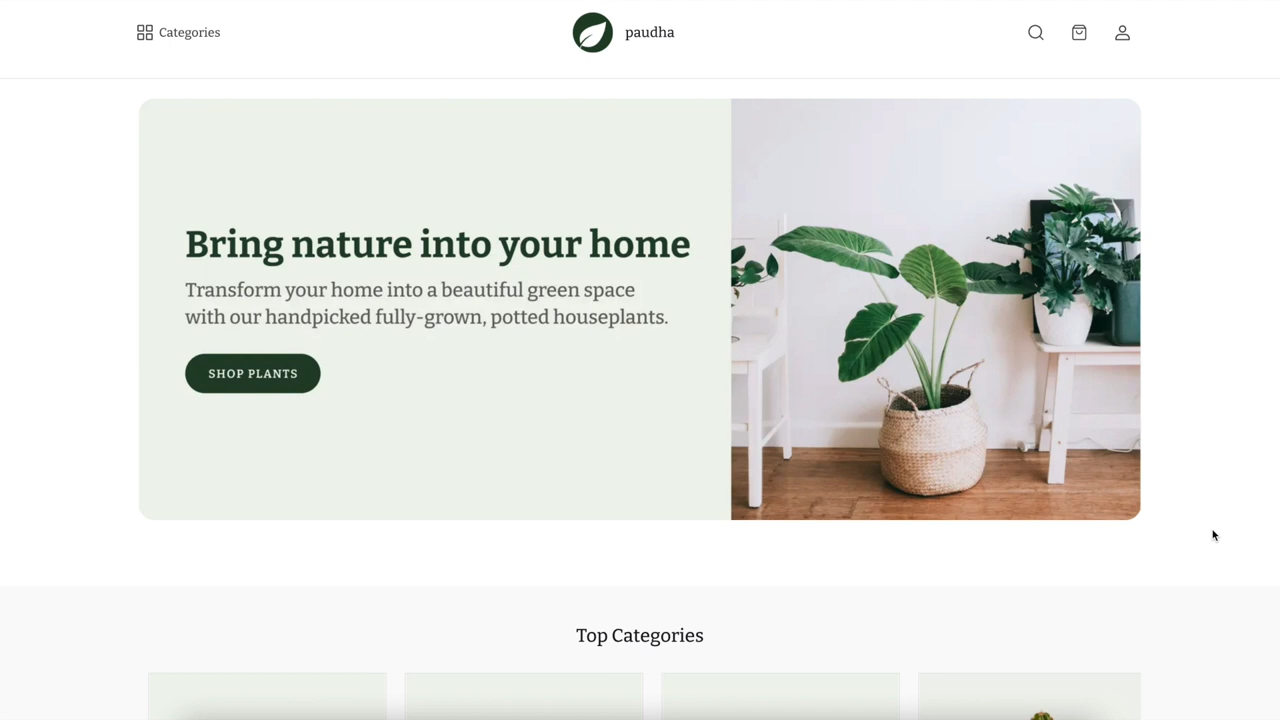 Categories
paudha
Bring nature into your home
Transform your home into a beautiful green space
with our handpicked fully-grown, potted houseplants.
SHOP PLANTS
Top Categories